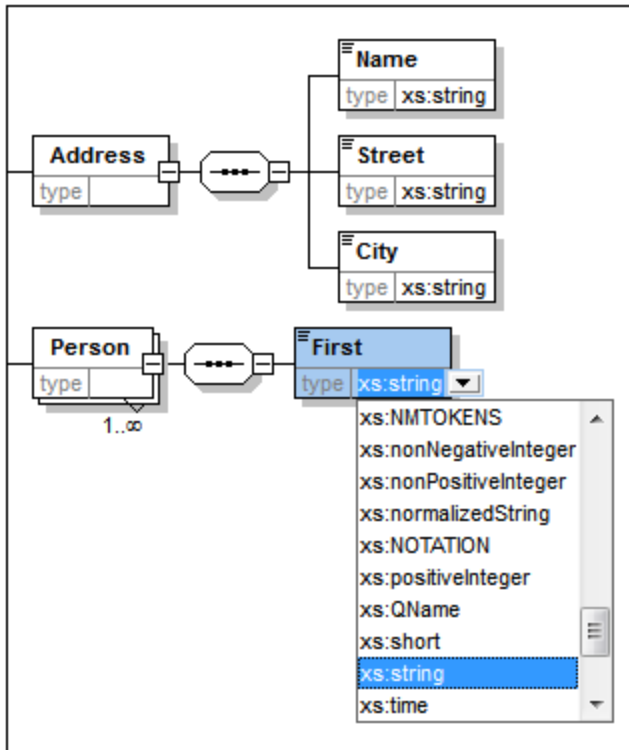 Name
type xs:string
Address
type
Street
type xs:string
City
type xs:string
Person
type
1..∞
First
type xs:string
xs:NMTOKENS
xs:nonNegativeInteger
xs:nonPositiveInteger
xs:normalizedString
xs:NOTATION
xs:positiveInteger
xs:QName
xs:short
xs:string
xs:time